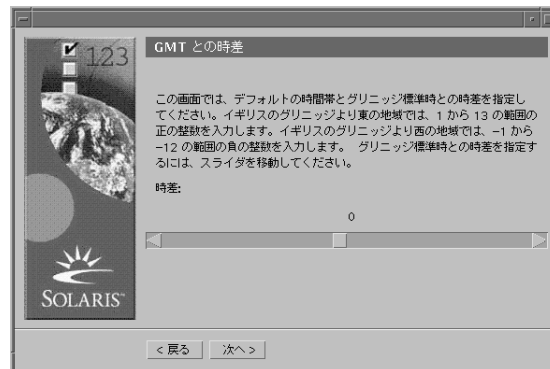 123
GMT との時差
この画面では、デフォルトの時間帯とグリニッジ標準時との時差を指定し
てください。イギリスのグリニッジより東の地域では、1 から 13 の範囲の
正の整数を入力します。イギリスのグリニッジより西の地域では、−1 から
−12 の範囲の負の整数を入力します。 グリニッジ標準時との時差を指定す
るには、スライダを移動してください。
時差:
0
SOLARIS™
< 戻る
次へ >